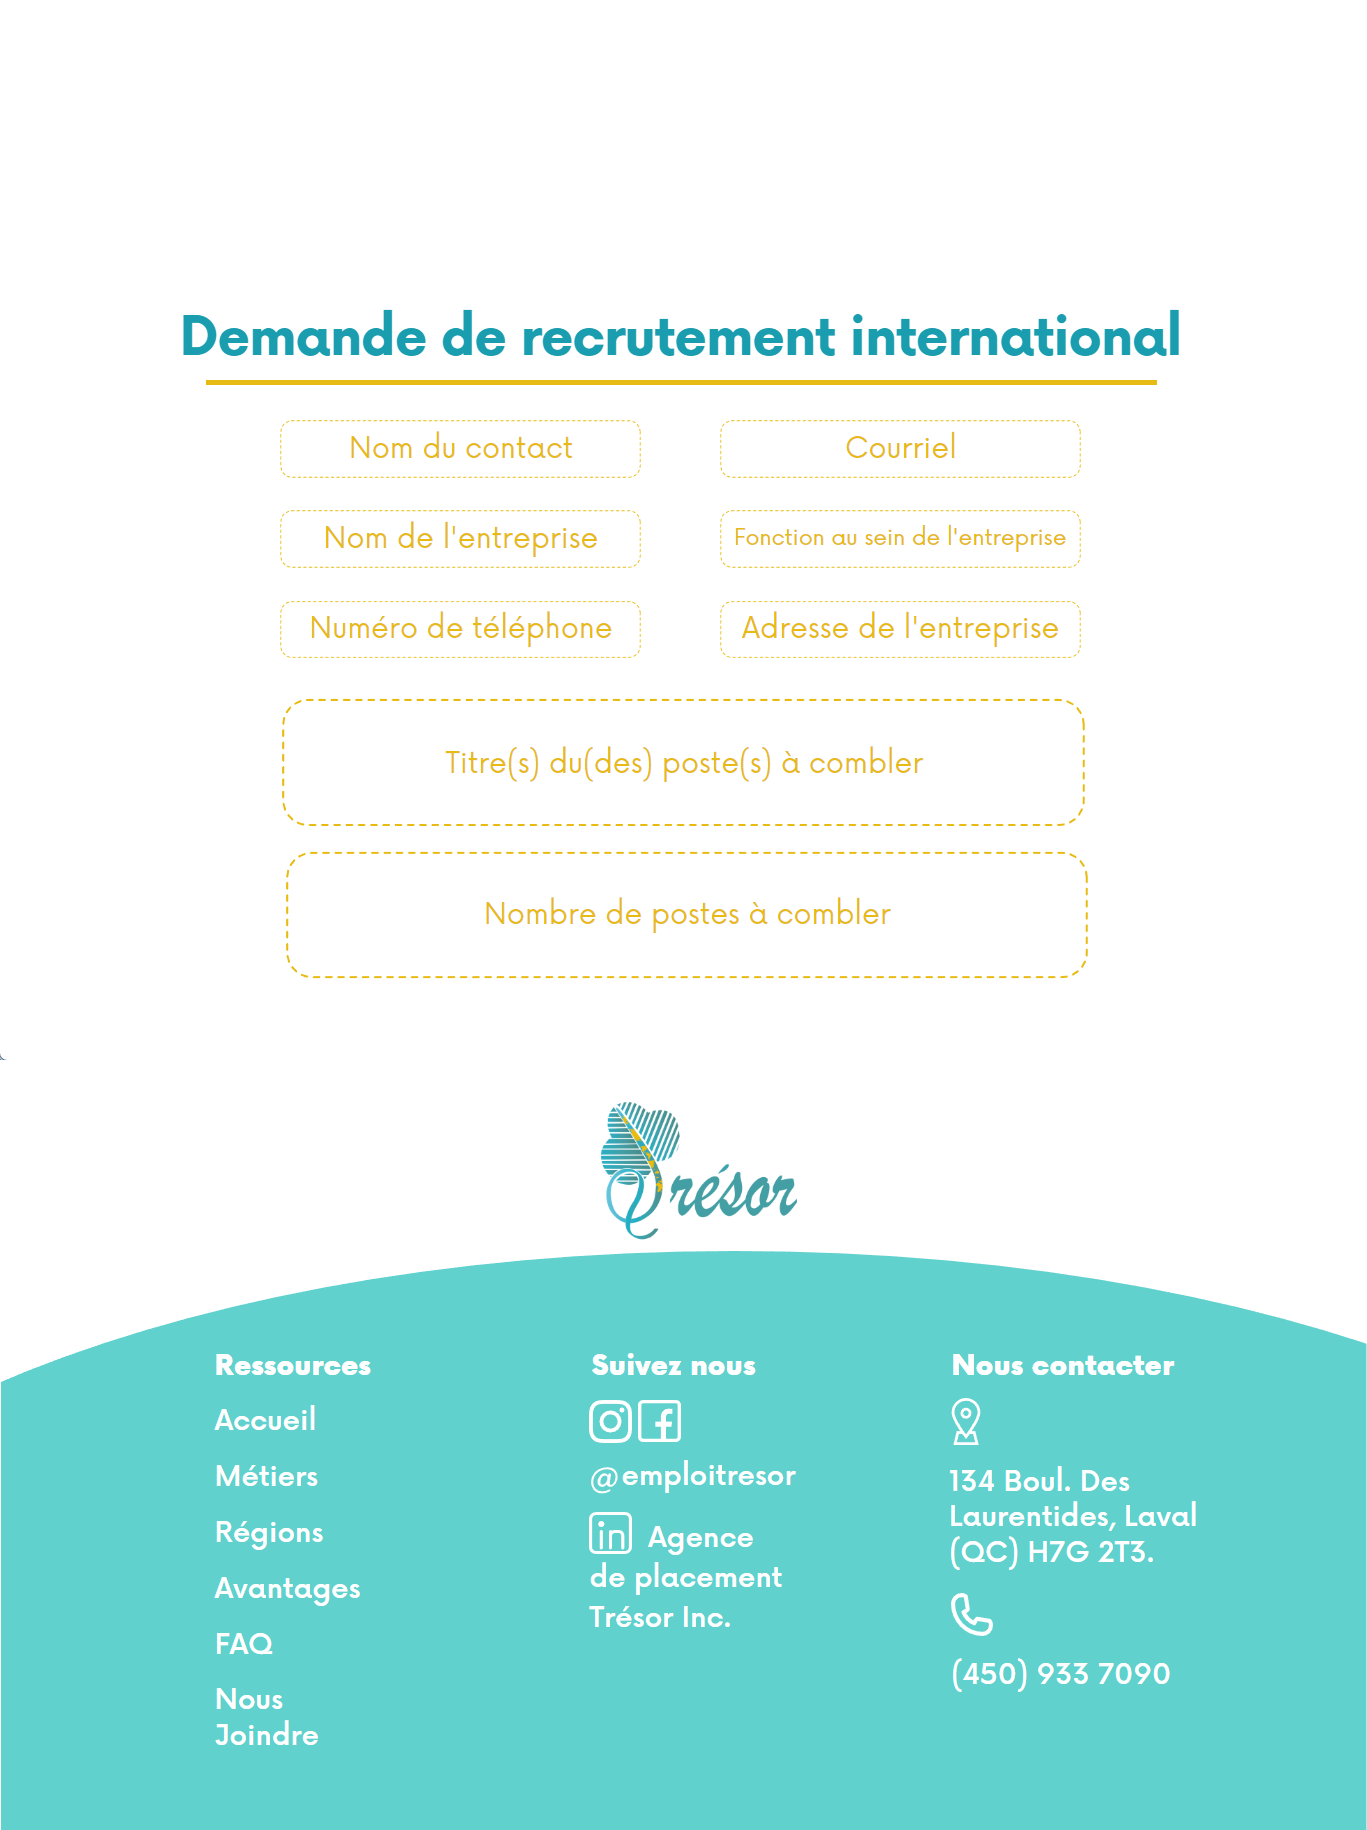 Demande de recrutement international
Nom du contact
Courriel
Nom de l'entreprise
Fonction au sein de l'entreprise
Numéro de téléphone
Adresse de l'entreprise
Titre(s) du(des) poste(s) à combler
Nombre de postes à combler
Trésor
Ressources
Accueil
Métiers
Régions
Avantages
FAQ
Nous
Joindre
Suivez nous
@emploitresor
in Agence
de placement
Trésor Inc.
Nous contacter
134 Boul. Des
Laurentides, Laval
(QC) H7G 2T3.
(450) 933 7090